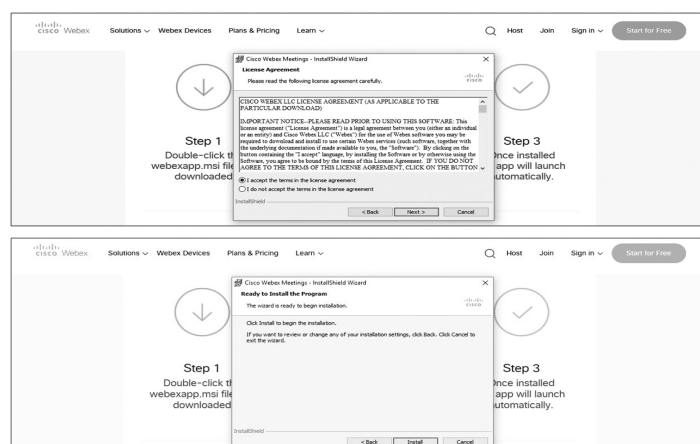 cisco Webex Solutions Webex Devices Plans & Pricing Learn Host Join Sign in Start for Free
Cisco Webex Meetings - InstallShield Wizard
License Agreement
Please read the following license agreement carefully.
cisco
CISCO WEBEX LLC LICENSE AGREEMENT (AS APPLICABLE TO THE
PARTICULAR DOWNLOAD)
IMPORTANT NOTICE--PLEASE READ PRIOR TO USING THIS SOFTWARE: This
license agreement ("License Agreement") is a legal agreement between you (either an individual
or an entity) and Cisco Webex LLC ("Webex") for the use of Webex software you may be
required to download and install to use certain Webex services (such software, together with
the underlying documentation if made available to you, the "Software"). By clicking on the
button containing the "I accept" language, by installing the Software or by otherwise using the
Software, you agree to be bound by the terms of this License Agreement. IF YOU DO NOT
AGREE TO THE TERMS OF THIS LICENSE AGREEMENT, CLICK ON THE BUTTON
I accept the terms in the license agreement
I do not accept the terms in the license agreement
InstallShield
< Back Next > Cancel
Step 1
Double-click
webexapp.msi file
downloaded
Step 3
Once installed
app will launch
automatically.
cisco Webex Solutions Webex Devices Plans & Pricing Learn Host Join Sign in Start for Free
Cisco Webex Meetings - InstallShield Wizard
Ready to Install the Program
The wizard is ready to begin installation.
cisco
Click Install to begin the installation.
If you want to review or change any of your installation settings, click Back. Click Cancel to
exit the wizard.
InstallShield
< Back Install Cancel
Step 1
Double-click
webexapp.msi file
downloaded
Step 3
Once installed
app will launch
automatically.